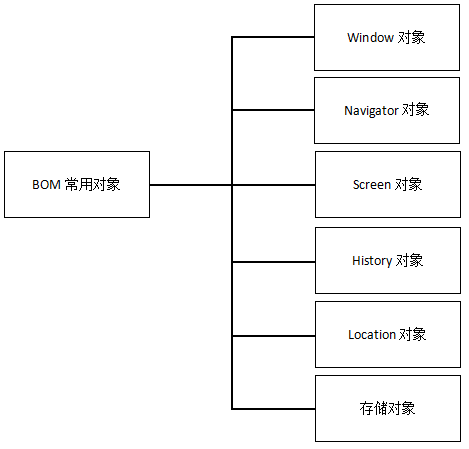 Window 对象
Navigator 对象
BOM 常用对象
Screen 对象
History 对象
Location 对象
存储对象